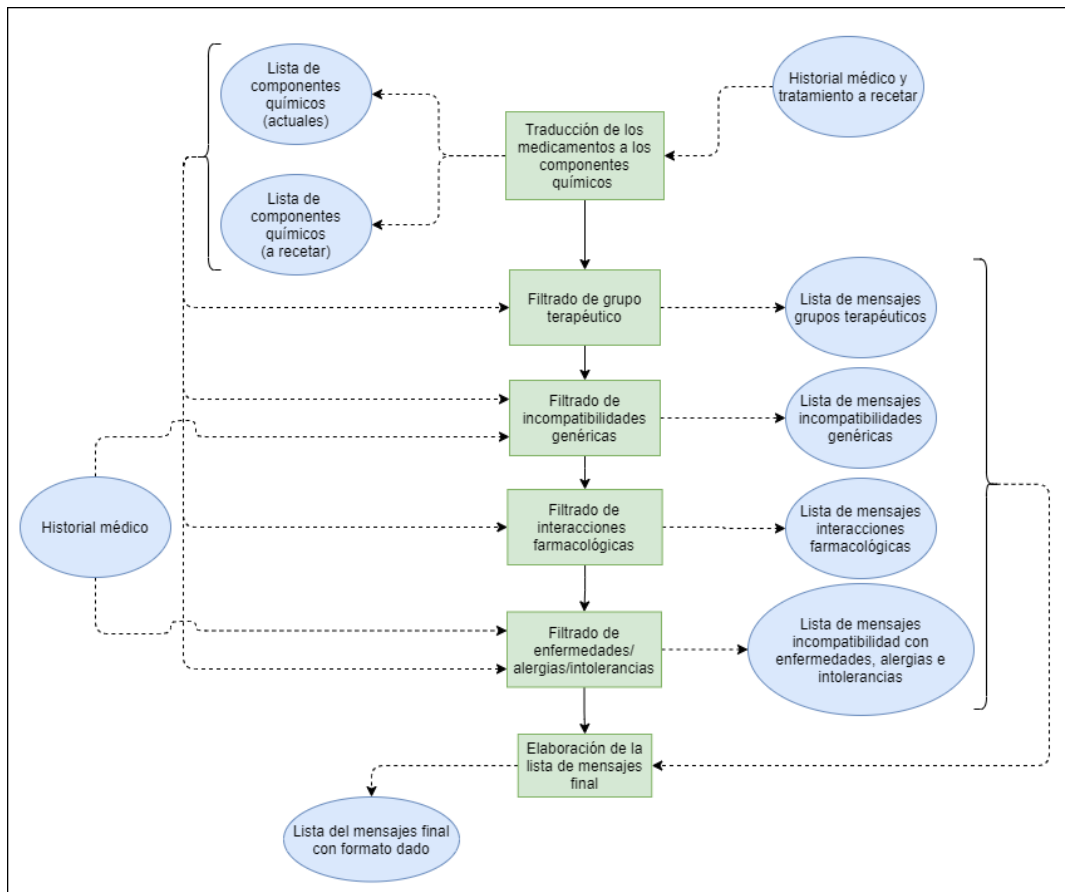 Lista de
componentes
químicos
(actuales)
Historial médico y
tratamiento a recetar
Traducción de los
medicamentos a los
componentes
químicos
Lista de
componentes
químicos
(a recetar)
Filtrado de grupo
terapéutico
Lista de mensajes
grupos terapéuticos
Filtrado de
incompatibilidades
genéricas
Lista de mensajes
incompatibilidades
genéricas
Historial médico
Filtrado de
interacciones
farmacológicas
Lista de mensajes
interacciones
farmacológicas
Filtrado de
enfermedades/
alergias/intolerancias
Lista de mensajes
incompatibilidad con
enfermedades, alergias e
intolerancias
Elaboración de la
lista de mensajes
final
Lista del mensajes final
con formato dado